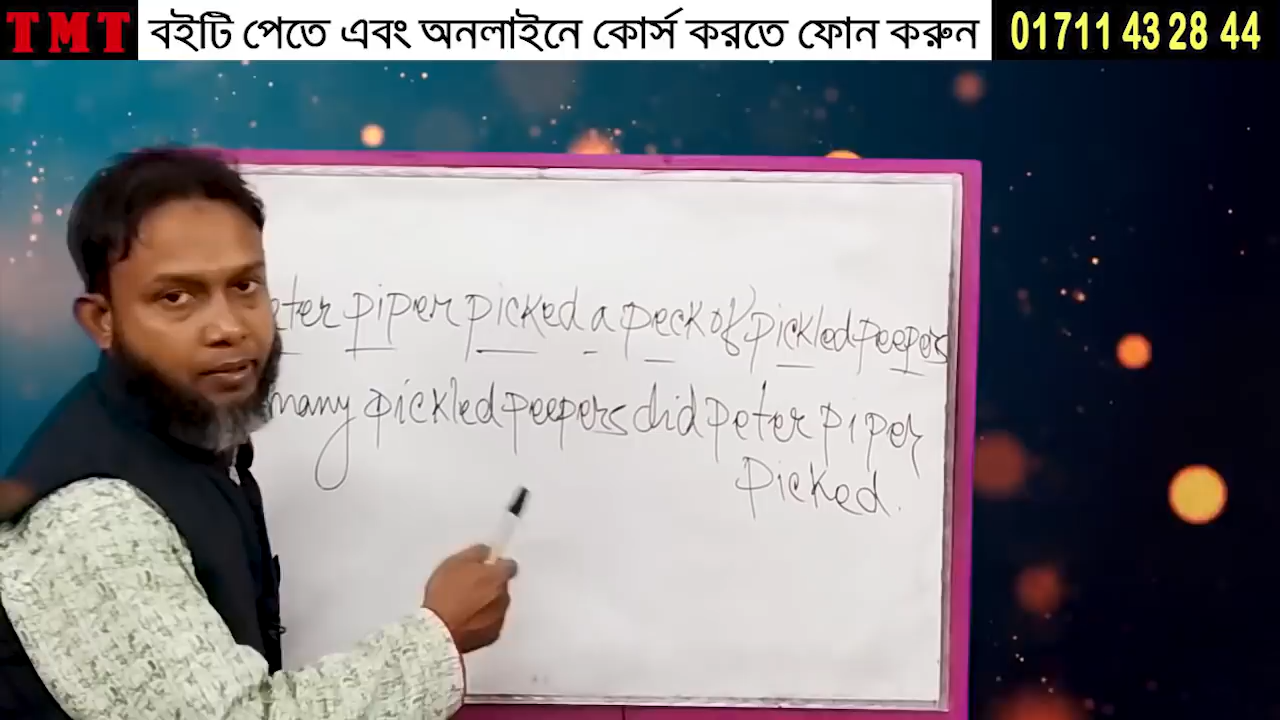 TMT বইটি পেতে এবং অনলাইনে কোর্স করতে ফোন করুন 01711 43 28 44
eter piper picked a peck of pickled peepers
many pickled peepers did peter piper
picked.